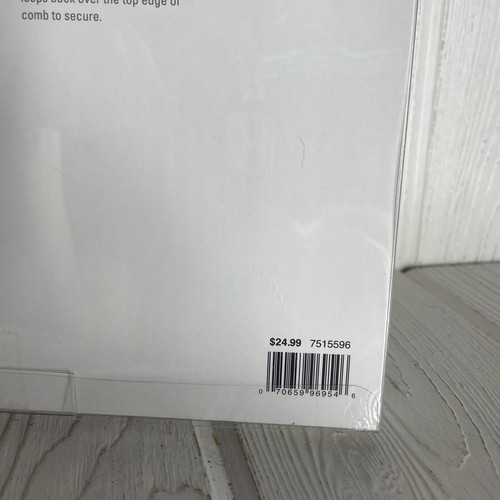 loops back over the top edge of
comb to secure.
$24.99 7515596
0 70659 96954 6